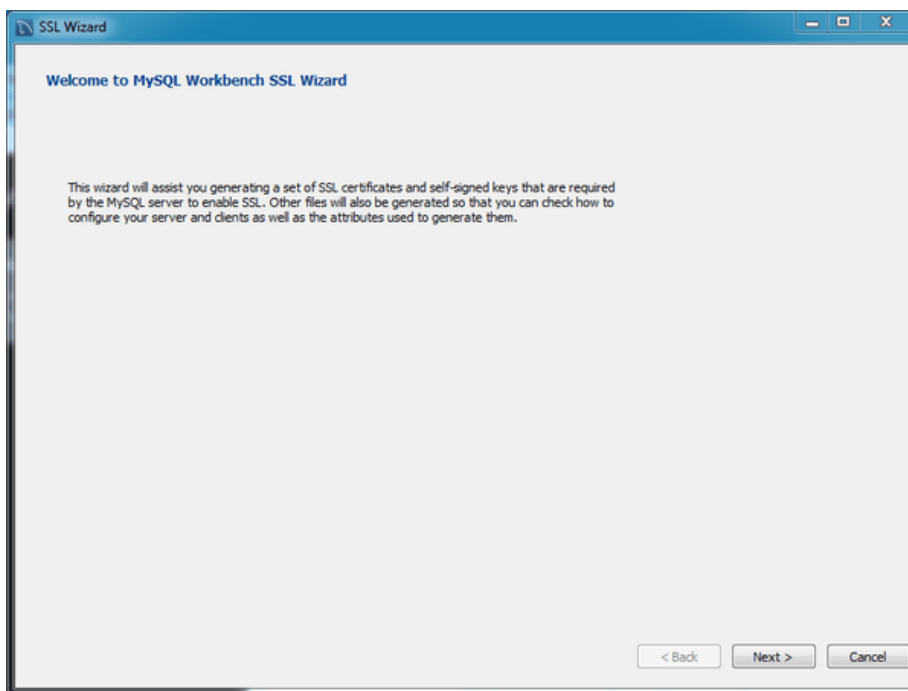 SSL Wizard
Welcome to MySQL Workbench SSL Wizard
This wizard will assist you generating a set of SSL certificates and self-signed keys that are required
by the MySQL server to enable SSL. Other files will also be generated so that you can check how to
configure your server and clients as well as the attributes used to generate them.
< Back Next > Cancel